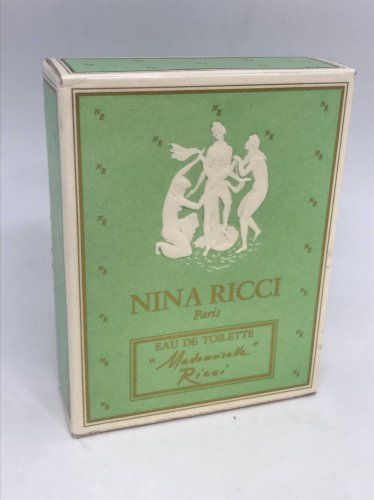 NINA RICCI
Paris
EAU DE TOILETTE
"Mademoiselle"
Ricci